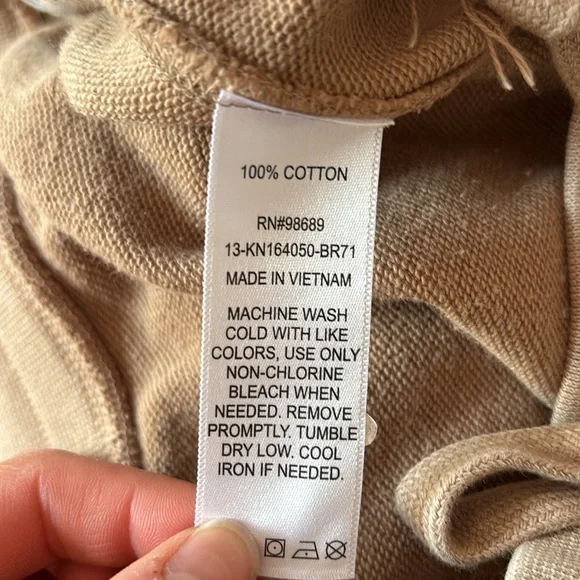 100% COTTON
RN#98689
13-KN164050-BR71
MADE IN VIETNAM
MACHINE WASH
COLD WITH LIKE
COLORS, USE ONLY
NON-CHLORINE
BLEACH WHEN
NEEDED. REMOVE
PROMPTLY. TUMBLE
DRY LOW. COOL
IRON IF NEEDED.